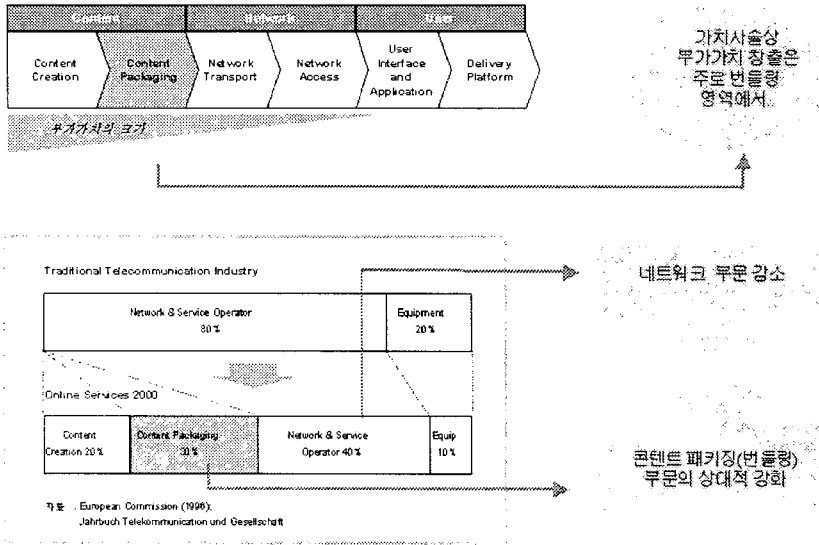 Content Network User
Content Creation
Content Packaging
Network Transport
Network Access
User Interface and Application
Delivery Platform
부가가치의 크기
가치사슬상
부가가치 창출은
주로 번들링
영역에서
Traditional Telecommunication Industry
Network & Service Operator
80 %
Equipment
20 %
네트워크 부문 감소
Online Services 2000
Content
Creation 20 %
Content Packaging
30 %
Network & Service
Operator 40 %
Equip
10 %
콘텐트 패키징(번들링)
부문의 상대적 강화
자료 : European Commission (1996);
Jahrbuch Telekommunication und Gesellschaft